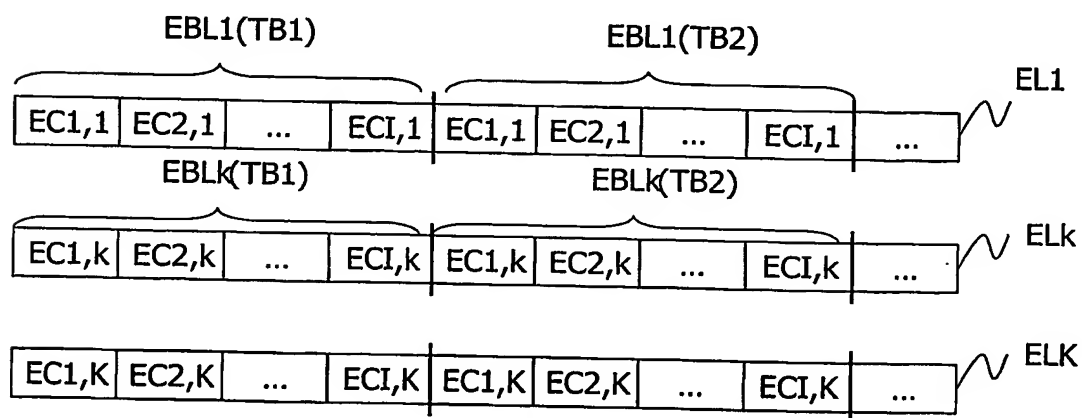 EBL1(TB1) EBL1(TB2)
EL1
EC1,1 EC2,1 ... ECI,1 EC1,1 EC2,1 ... ECI,1 ...
EBLk(TB1) EBLk(TB2)
ELk
EC1,k EC2,k ... ECI,k EC1,k EC2,k ... ECI,k ...
ELK
EC1,K EC2,K ... ECI,K EC1,K EC2,K ... ECI,K ...